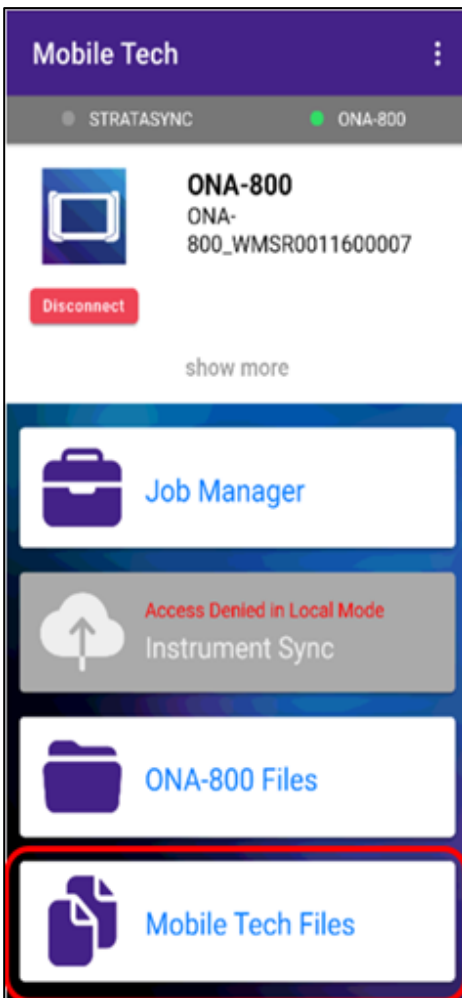 Mobile Tech
STRATASYNC
ONA-800
ONA-800
ONA-
800_WMSR0011600007
Disconnect
show more
Job Manager
Access Denied in Local Mode
Instrument Sync
ONA-800 Files
Mobile Tech Files